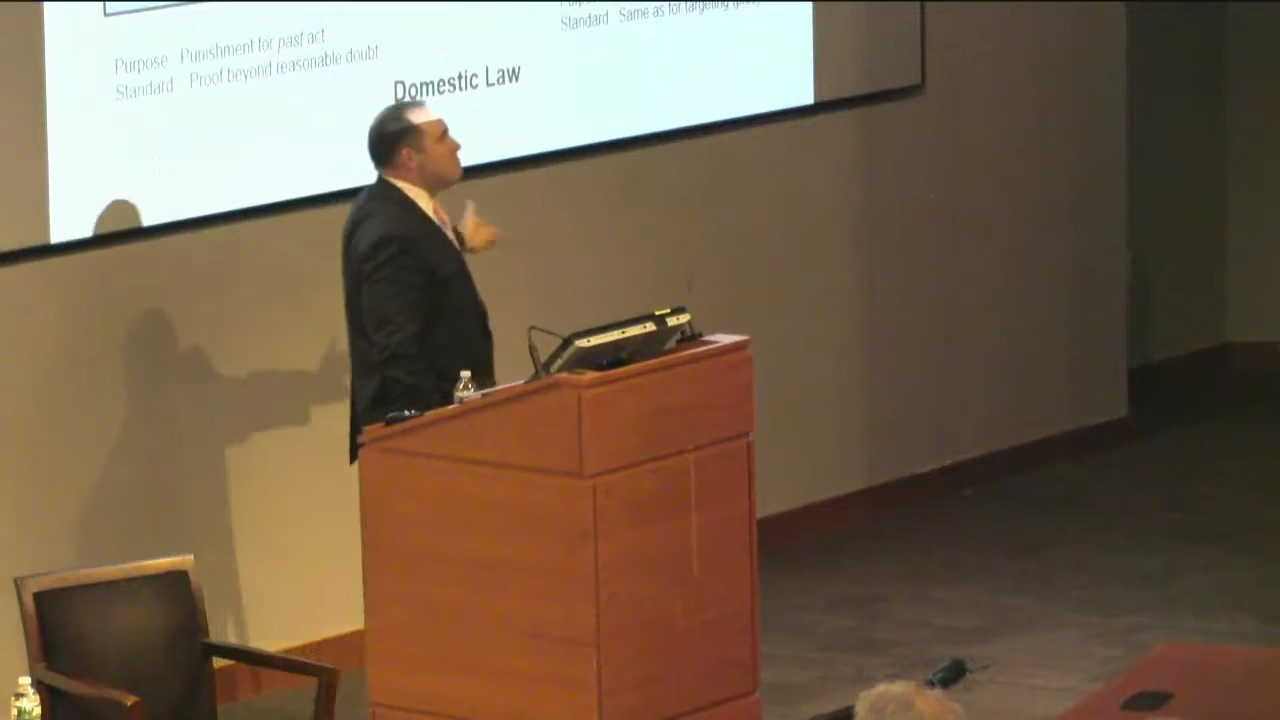 Purpose Punishment for past act
Standard Proof beyond reasonable doubt
Standard Same as for targeting
Domestic Law